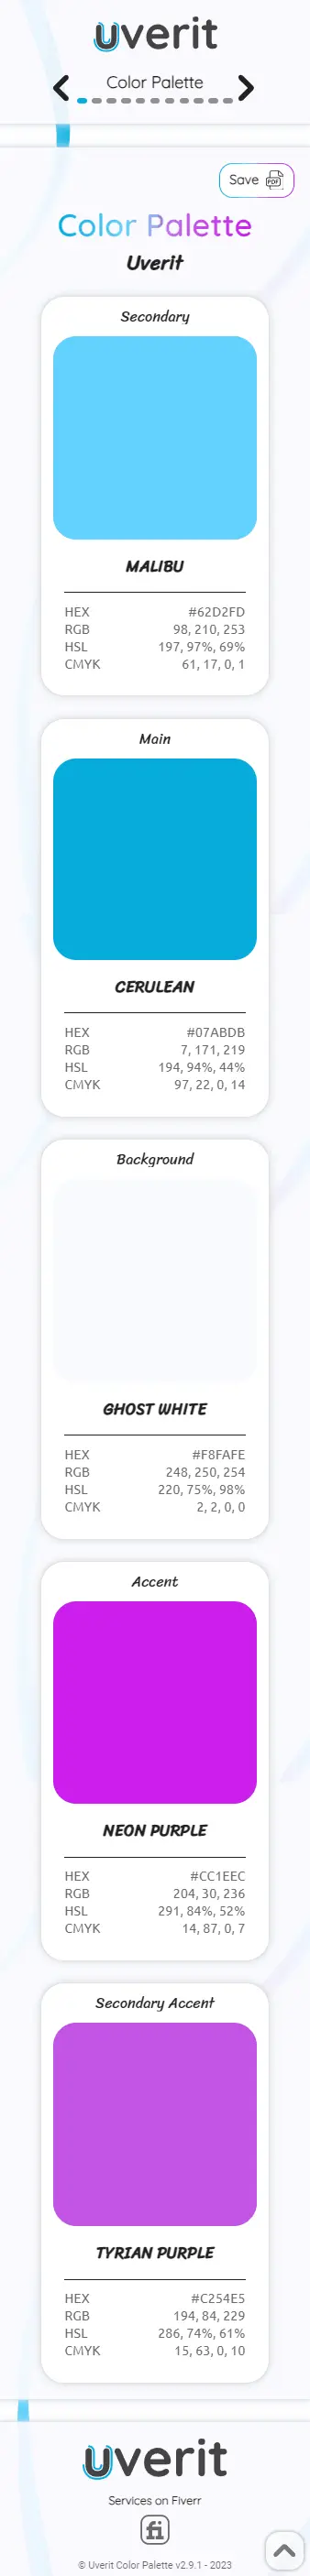 uverit
Color Palette
Save PDF
Color Palette
Uverit
Secondary
MALIBU
HEX #62D2FD
RGB 98, 210, 253
HSL 197, 97%, 69%
CMYK 61, 17, 0, 1
Main
CERULEAN
HEX #07ABDB
RGB 7, 171, 219
HSL 194, 94%, 44%
CMYK 97, 22, 0, 14
Background
GHOST WHITE
HEX #F8FAFE
RGB 248, 250, 254
HSL 220, 75%, 98%
CMYK 2, 2, 0, 0
Accent
NEON PURPLE
HEX #CC1EEC
RGB 204, 30, 236
HSL 291, 84%, 52%
CMYK 14, 87, 0, 7
Secondary Accent
TYRIAN PURPLE
HEX #C254E5
RGB 194, 84, 229
HSL 286, 74%, 61%
CMYK 15, 63, 0, 10
uverit
Services on Fiverr
fi
© Uverit Color Palette v2.9.1 - 2023